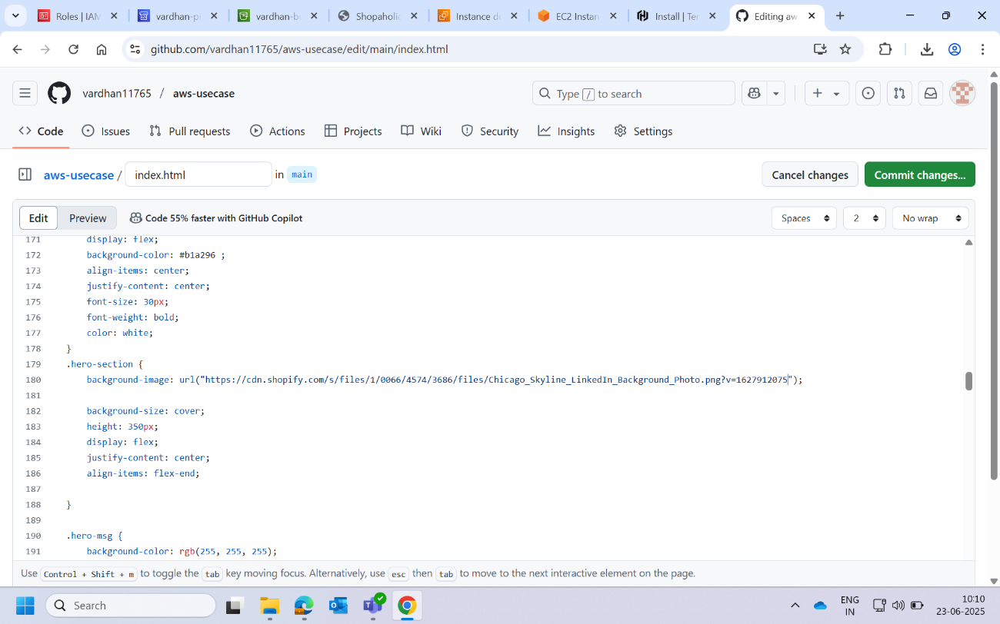 Roles | IAM
vardhan-pi
vardhan-b
Shopaholic
Instance d
EC2 Instan
Install | Ter
Editing aw
github.com/vardhan11765/aws-usecase/edit/main/index.html
vardhan11765 / aws-usecase
Type / to search
Code
Issues
Pull requests
Actions
Projects
Wiki
Security
Insights
Settings
aws-usecase / index.html in main
Cancel changes
Commit changes...
Edit
Preview
Code 55% faster with GitHub Copilot
Spaces
2
No wrap
171 display: flex;
172 background-color: #b1a296 ;
173 align-items: center;
174 justify-content: center;
175 font-size: 30px;
176 font-weight: bold;
177 color: white;
178 }
179 .hero-section {
180 background-image: url("https://cdn.shopify.com/s/files/1/0066/4574/3686/files/Chicago_Skyline_LinkedIn_Background_Photo.png?v=1627912075");
181
182 background-size: cover;
183 height: 350px;
184 display: flex;
185 justify-content: center;
186 align-items: flex-end;
187
188 }
189
190 .hero-msg {
191 background-color: rgb(255, 255, 255);
Use Control + Shift + m to toggle the tab key moving focus. Alternatively, use esc then tab to move to the next interactive element on the page.
Search
ENG
IN
10:10
23-06-2025